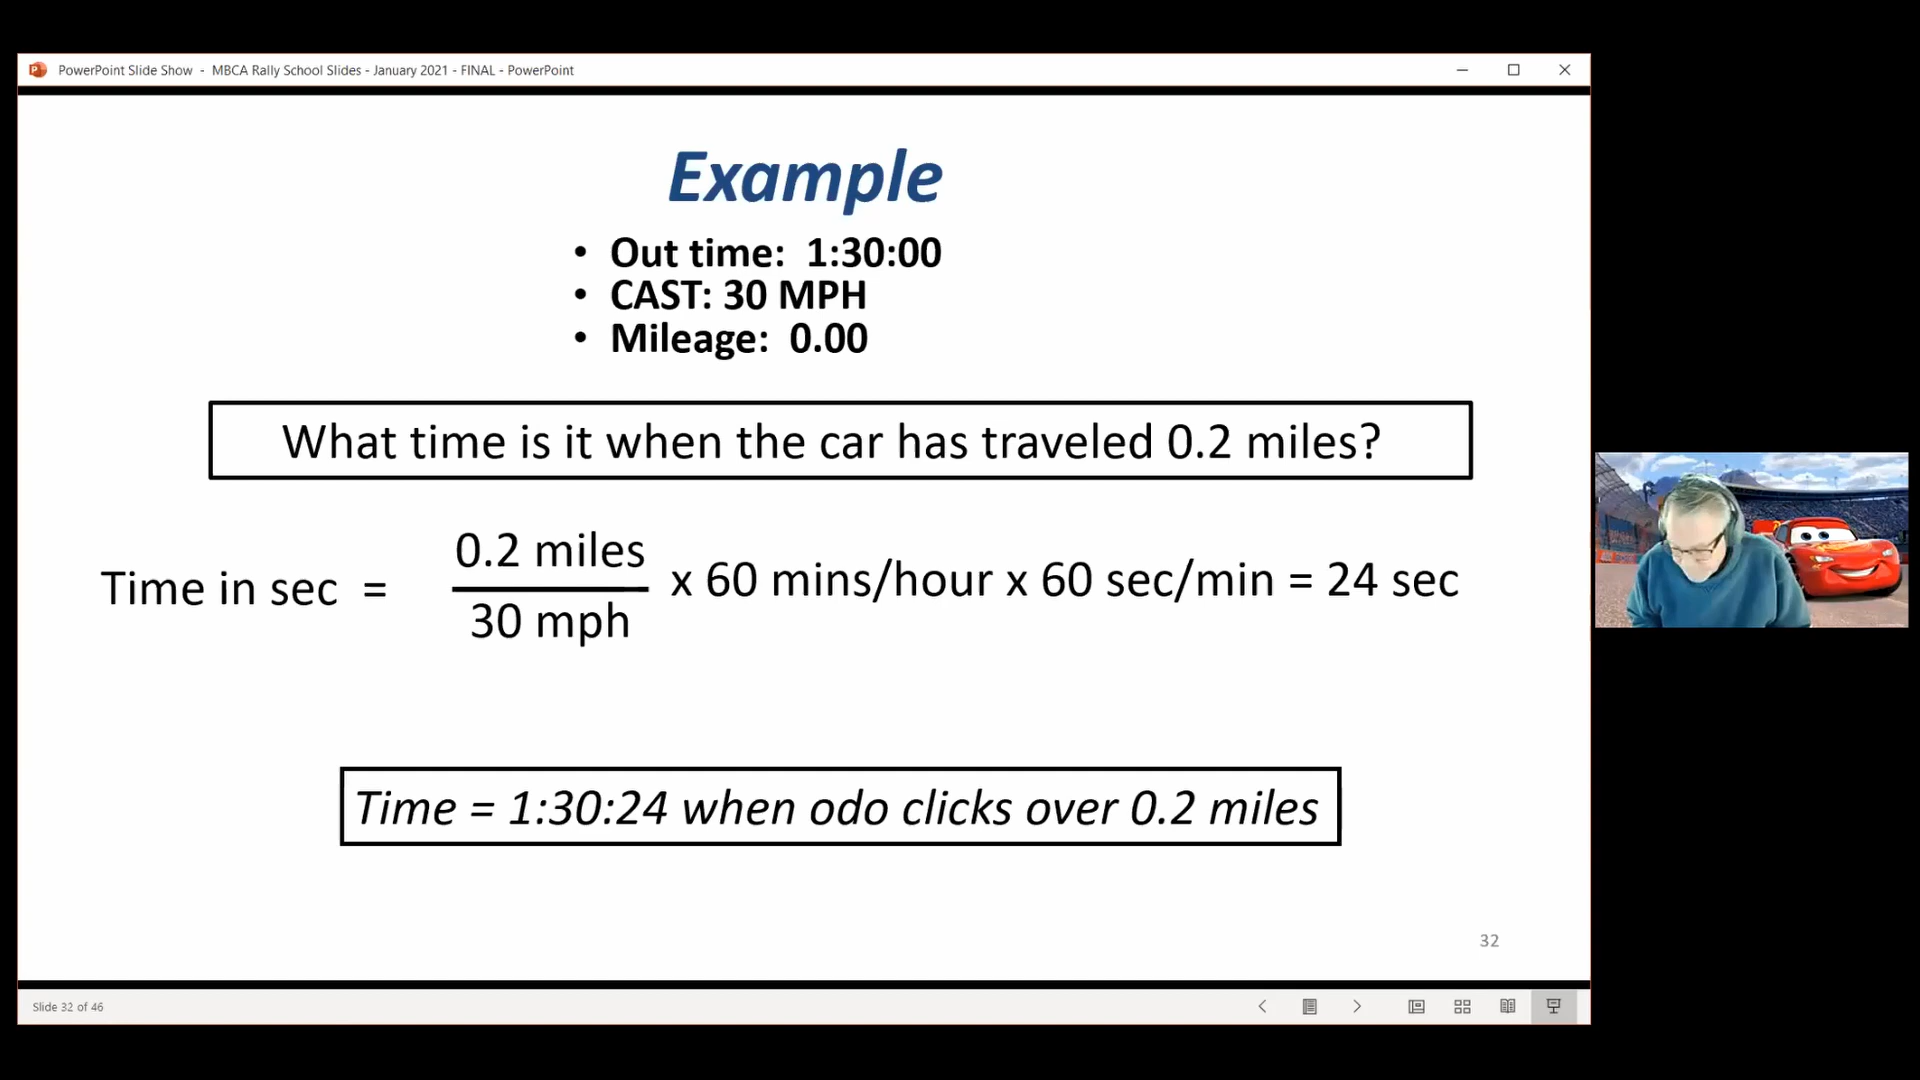 PowerPoint Slide Show - MBCA Rally School Slides - January 2021 - FINAL - PowerPoint
Example
• Out time: 1:30:00
• CAST: 30 MPH
• Mileage: 0.00
What time is it when the car has traveled 0.2 miles?
Time in sec = 0.2 miles / 30 mph x 60 mins/hour x 60 sec/min = 24 sec
Time = 1:30:24 when odo clicks over 0.2 miles
32
Slide 32 of 46